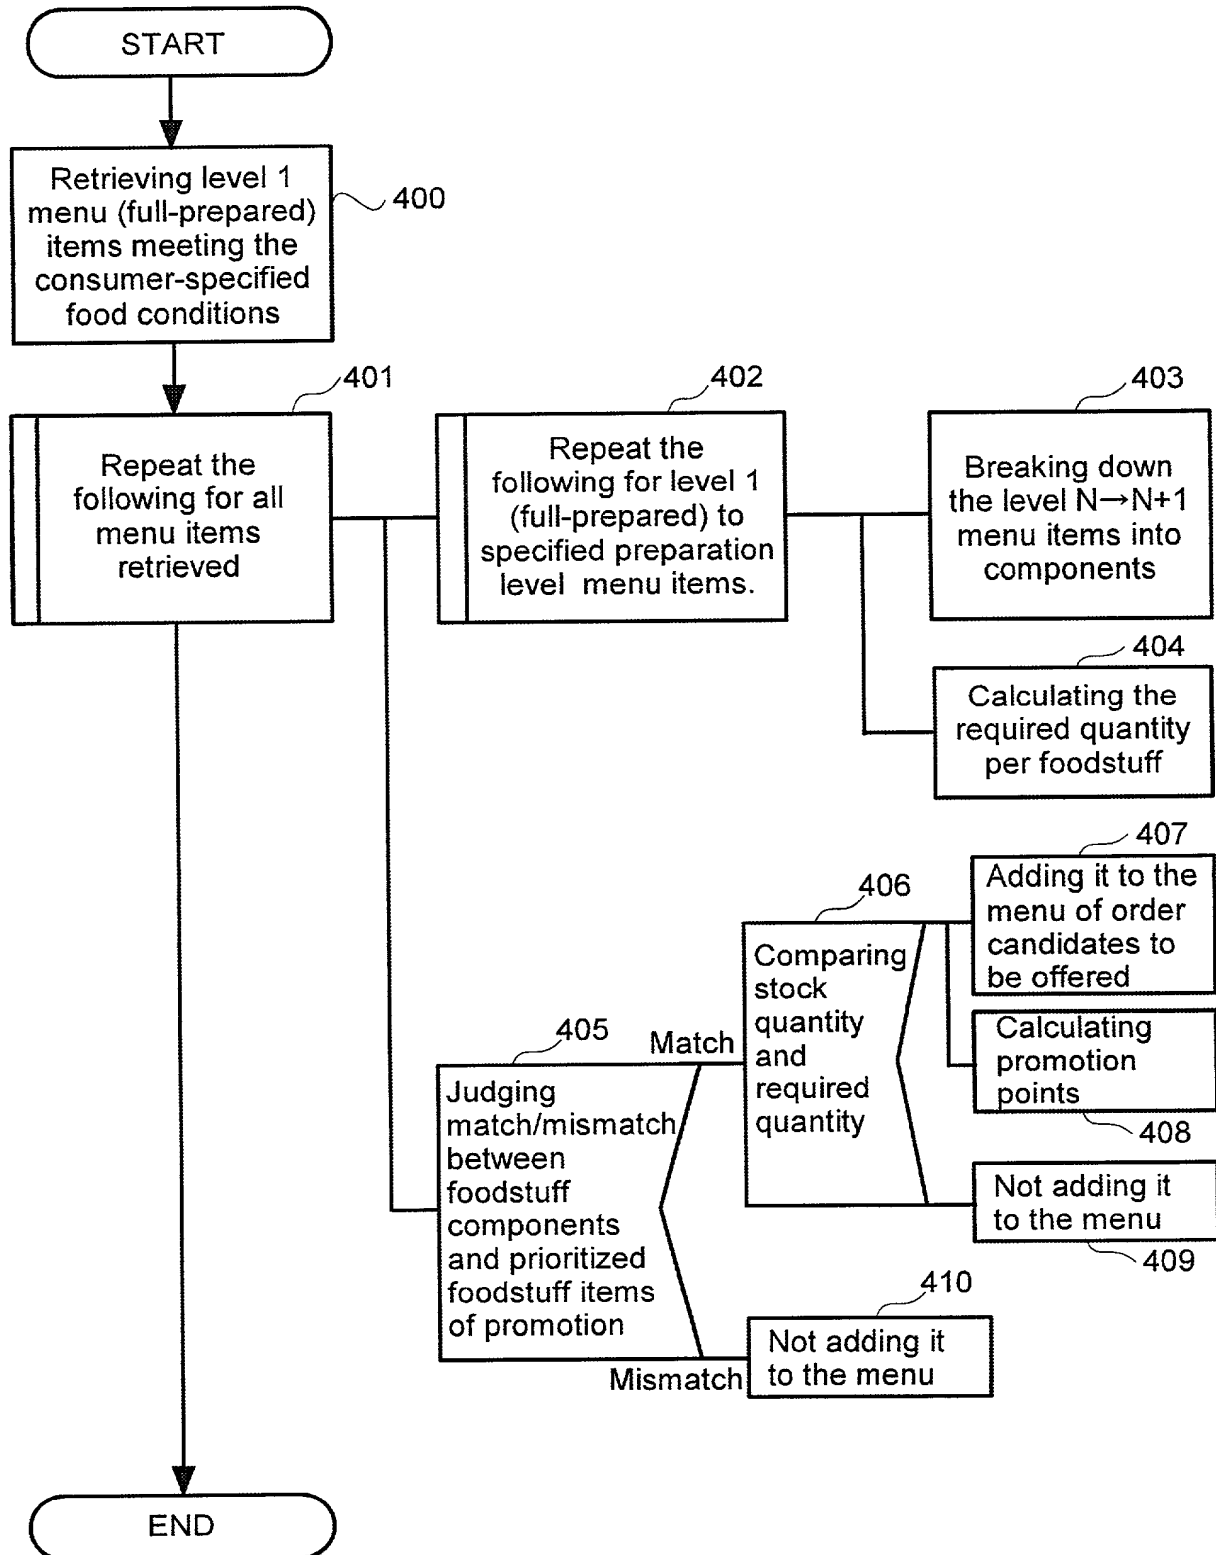 START
Retrieving level 1
menu (full-prepared)
items meeting the
consumer-specified
food conditions
400
401
Repeat the
following for all
menu items
retrieved
402
Repeat the
following for level 1
(full-prepared) to
specified preparation
level menu items.
403
Breaking down
the level N→N+1
menu items into
components
404
Calculating the
required quantity
per foodstuff
405
Judging
match/mismatch
between
foodstuff
components
and prioritized
foodstuff items
of promotion
Match
406
Comparing
stock
quantity
and
required
quantity
407
Adding it to the
menu of order
candidates to
be offered
Calculating
promotion
points
408
Not adding it
to the menu
409
Mismatch
410
Not adding it
to the menu
END